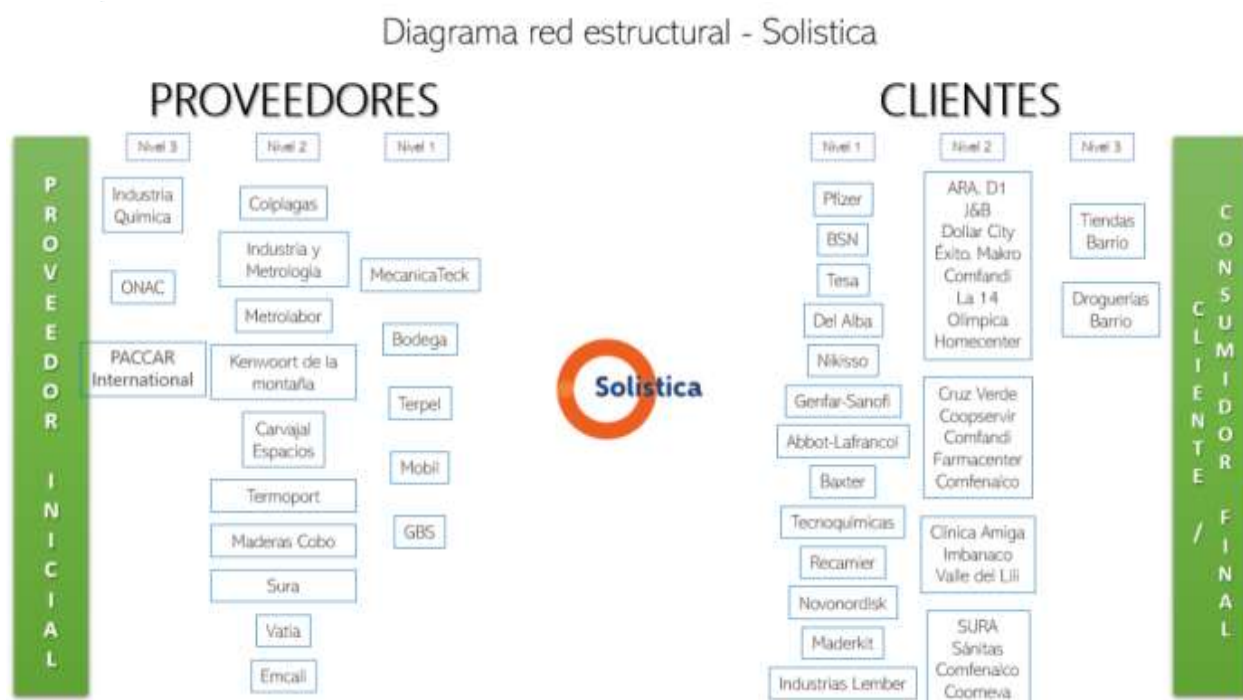 Diagrama red estructural - Solistica
PROVEEDORES
Nivel 3
Nivel 2
Nivel 1
PROVEEDOR INICIAL
Industria
Quimica
ONAC
PACCAR
International
Colplagas
Industria y
Metrología
Metrolabor
Kenwoort de la
montaña
Carvajal
Espacios
Termoport
Maderas Cobo
Sura
Vatia
Emcali
MecanicaTeck
Bodega
Terpel
Mobil
GBS
Solistica
CLIENTES
Nivel 1
Nivel 2
Nivel 3
Pfizer
BSN
Tesa
Del Alba
Nikisso
Genfar-Sanofi
Abbot-Lafrancol
Baxter
Tecnoquímicas
Recamier
Novonordisk
Maderkit
Industrias Lember
ARA. D1
J&B
Dollar City
Éxito. Makro
Comfandi
La 14
Olimpica
Homecenter
Cruz Verde
Coopservir
Comfandi
Farmacenter
Comfenalco
Clínica Amiga
Imbanaco
Valle del Lili
SURA
Sánitas
Comfenalco
Coomeva
Tiendas
Barrio
Droguerías
Barrio
CLIENTE /
CONSUMIDOR FINAL